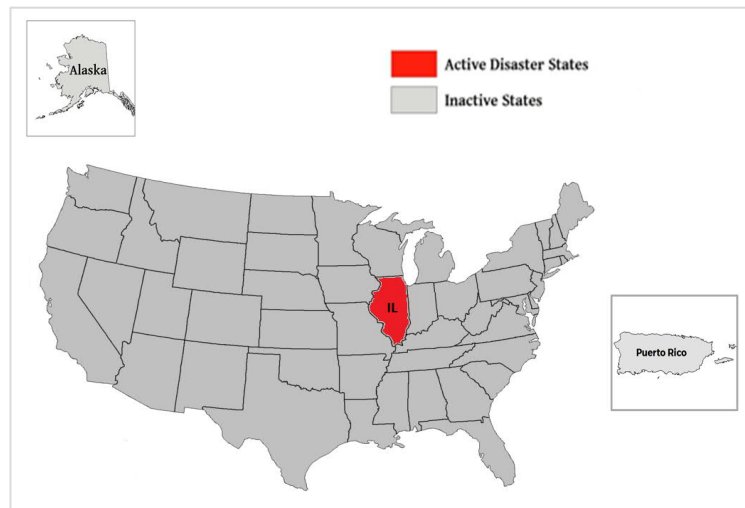 Alaska
Active Disaster States
Inactive States
IL
Puerto Rico